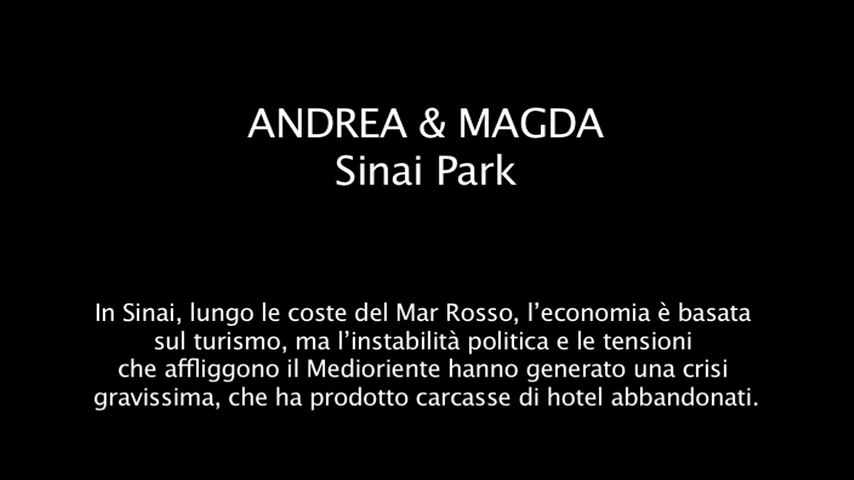 ANDREA & MAGDA
Sinai Park
In Sinai, lungo le coste del Mar Rosso, l’economia è basata
sul turismo, ma l’instabilità politica e le tensioni
che affliggono il Medioriente hanno generato una crisi
gravissima, che ha prodotto carcasse di hotel abbandonati.